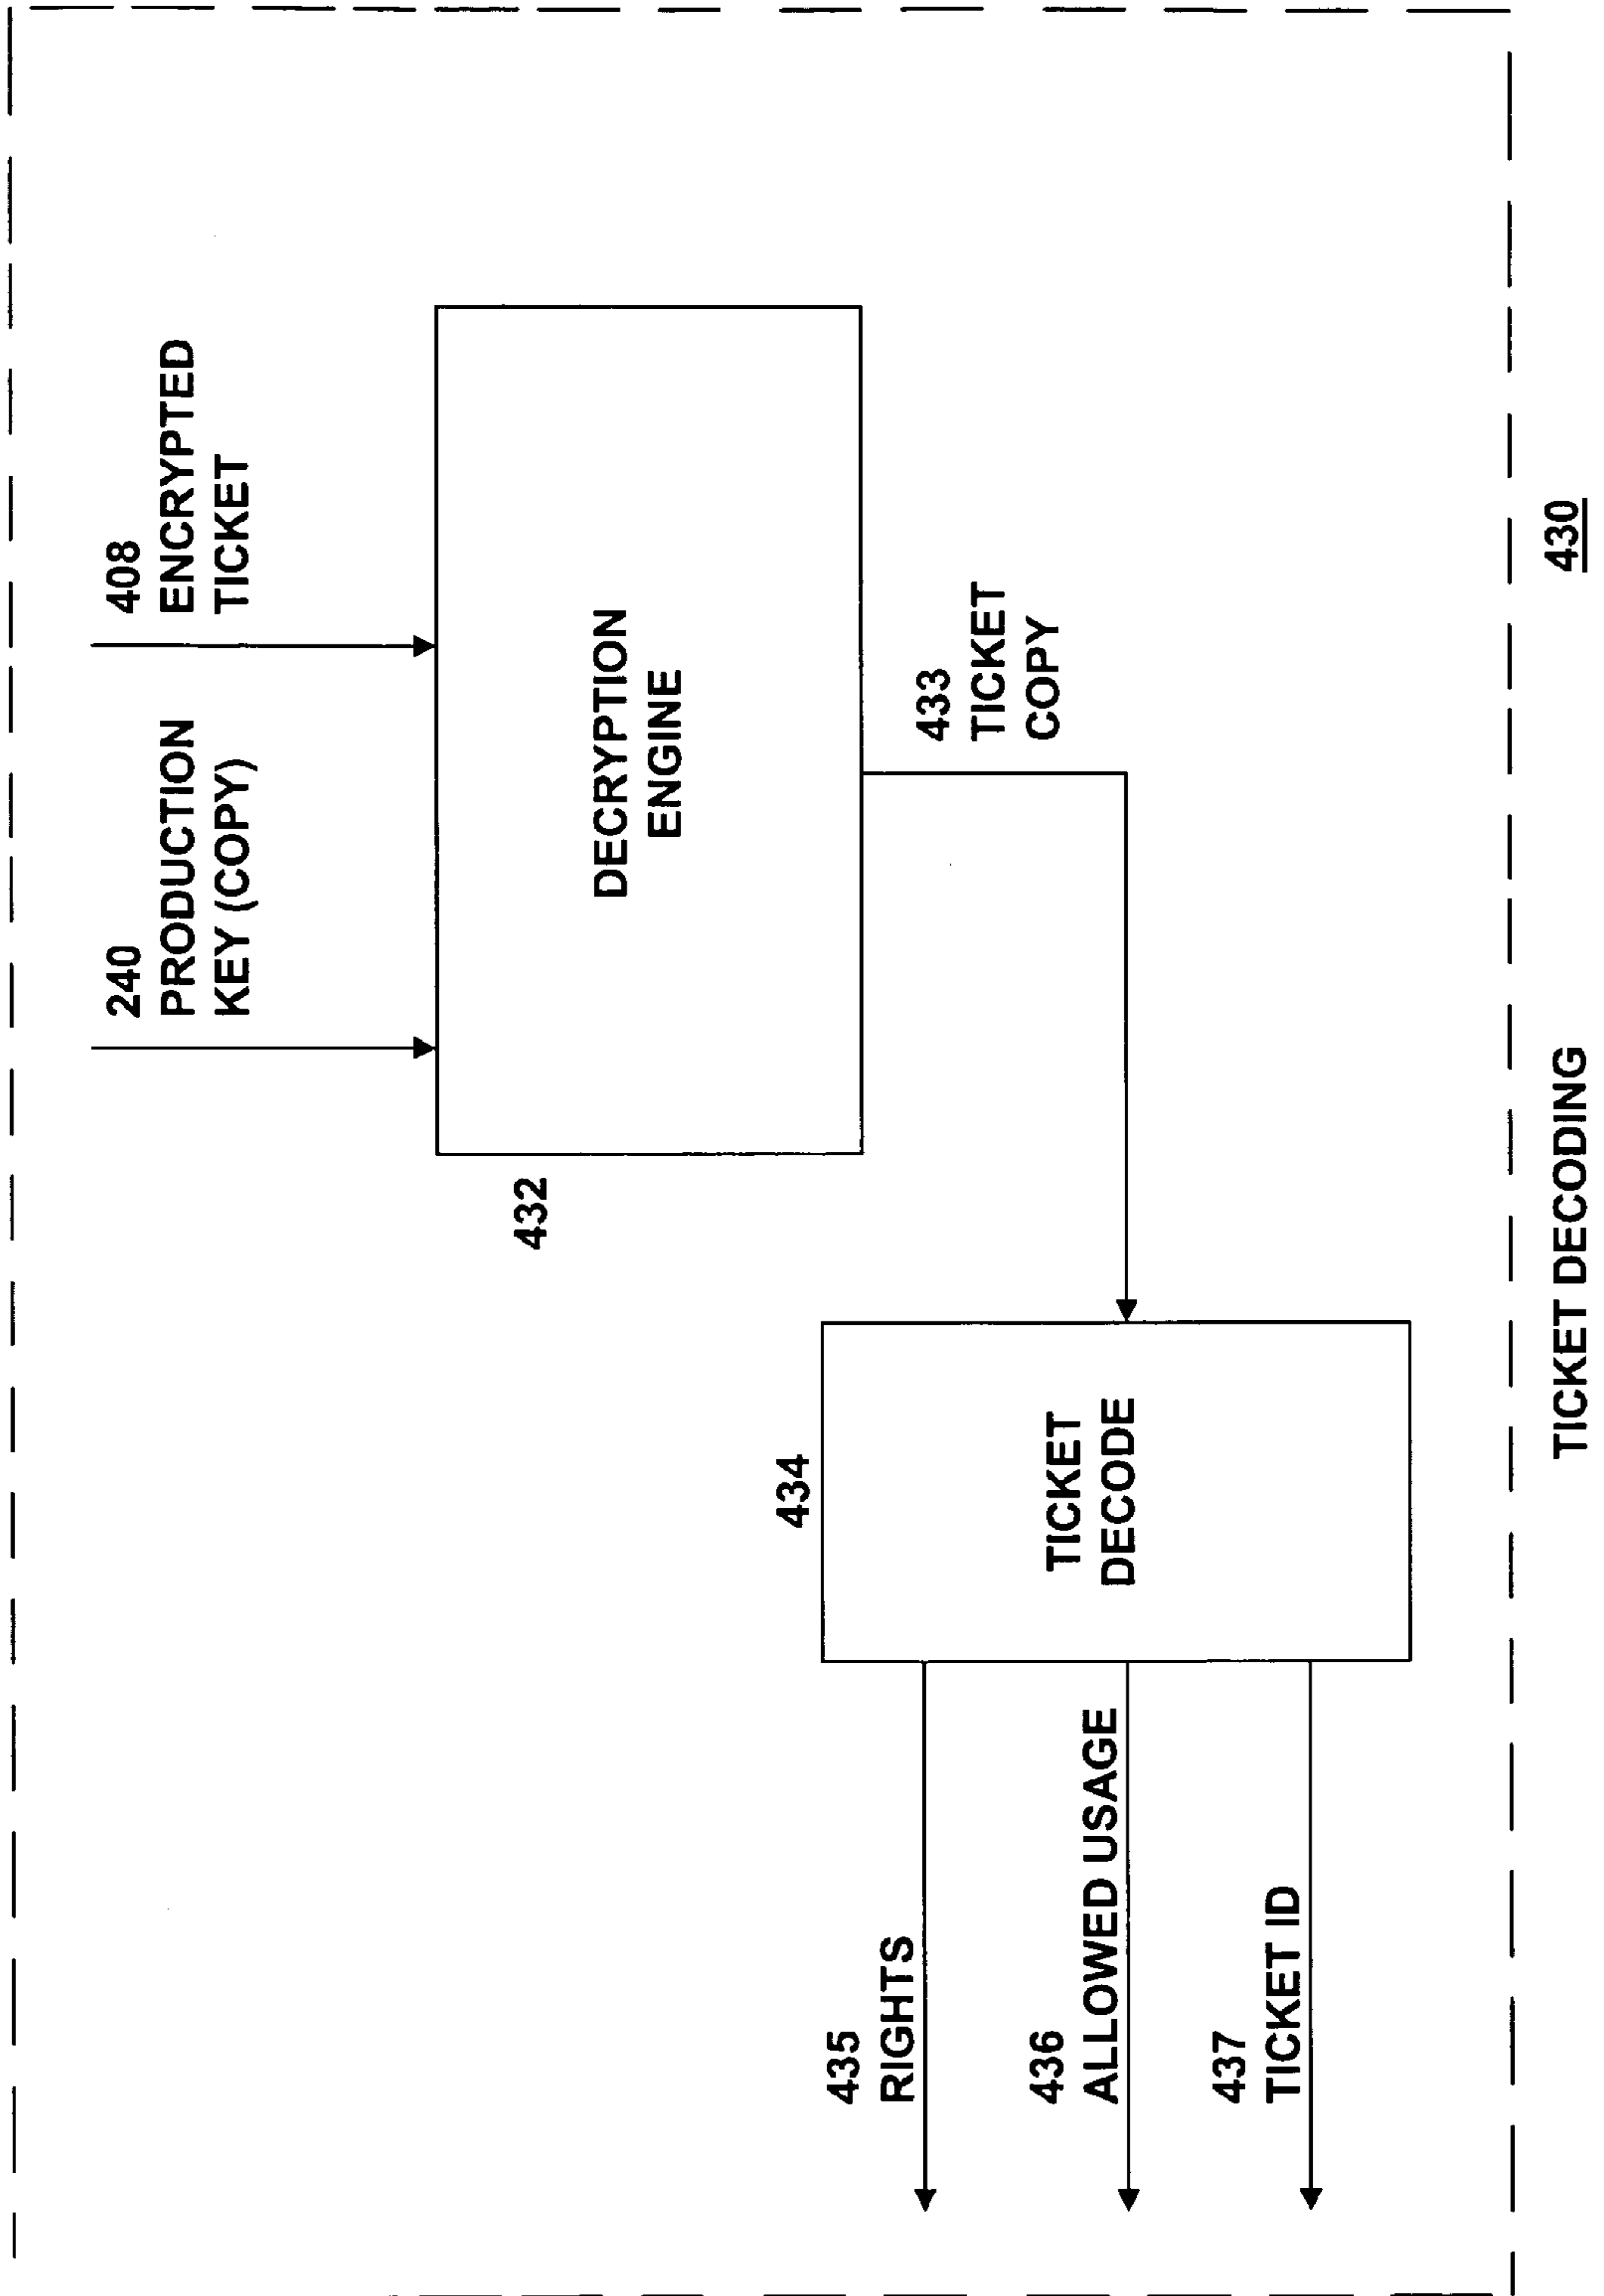 240
PRODUCTION
KEY (COPY)
408
ENCRYPTED
TICKET
432
DECRYPTION
ENGINE
433
TICKET
COPY
434
TICKET
DECODE
435
RIGHTS
436
ALLOWED USAGE
437
TICKET ID
TICKET DECODING
430